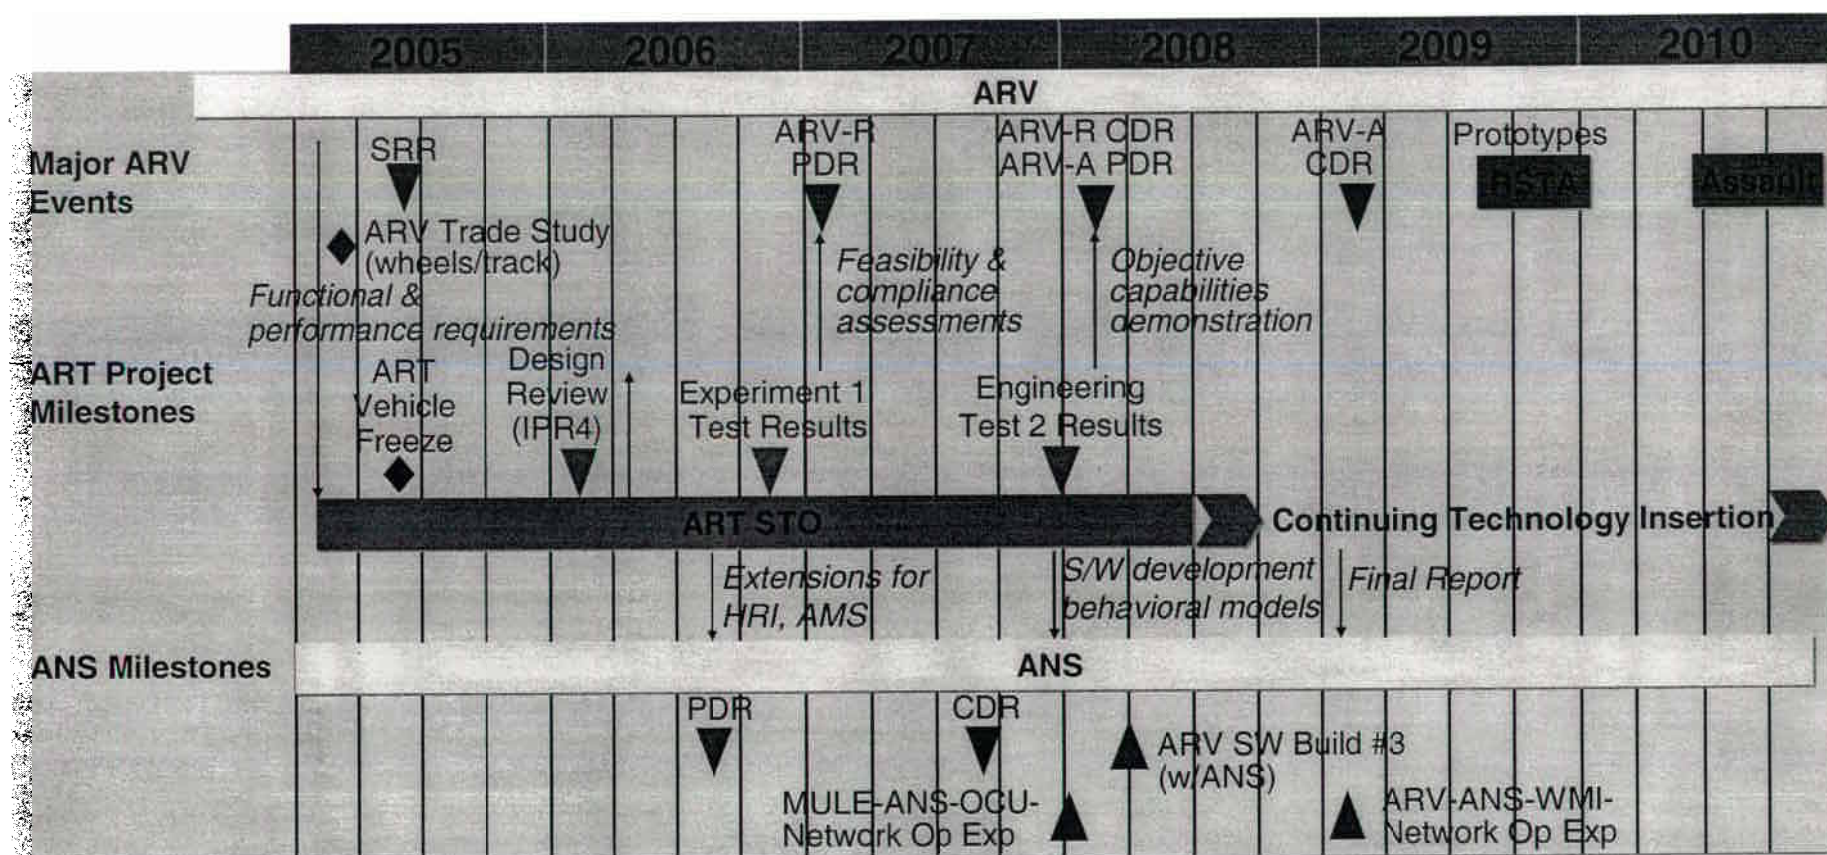 2005 2006 2007 2008 2009 2010
ARV
Major ARV
Events
SRR
ARV-R
PDR
ARV-R CDR
ARV-A PDR
ARV-A
CDR
Prototypes
RSTA
Assault
ARV Trade Study
(wheels/track)
Functional &
performance requirements
Feasibility &
compliance
assessments
Objective
capabilities
demonstration
ART Project
Milestones
ART
Vehicle
Freeze
Design
Review
(IPR4)
Experiment 1
Test Results
Engineering
Test 2 Results
ART STO
Continuing Technology Insertion
Extensions for
HRI, AMS
S/W development
behavioral models
Final Report
ANS Milestones
ANS
PDR
CDR
ARV SW Build #3
(w/ANS)
MULE-ANS-OCU-
Network Op Exp
ARV-ANS-WMI-
Network Op Exp